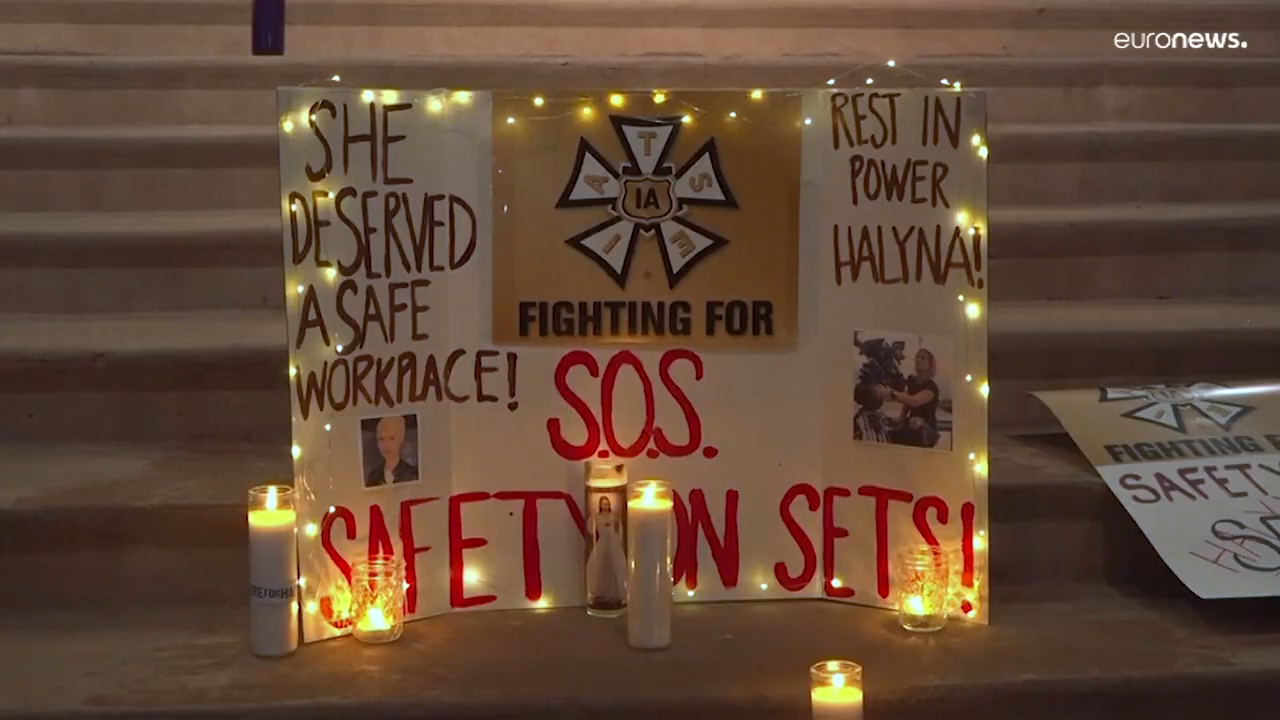 euronews.
SHE
DESERVED
A SAFE
WORKPLACE!
I A T S E
IA
FIGHTING FOR
REST IN
POWER
HALYNA!
S.O.S.
SAFETY ON SETS!
FIGHTING FOR
SAFETY